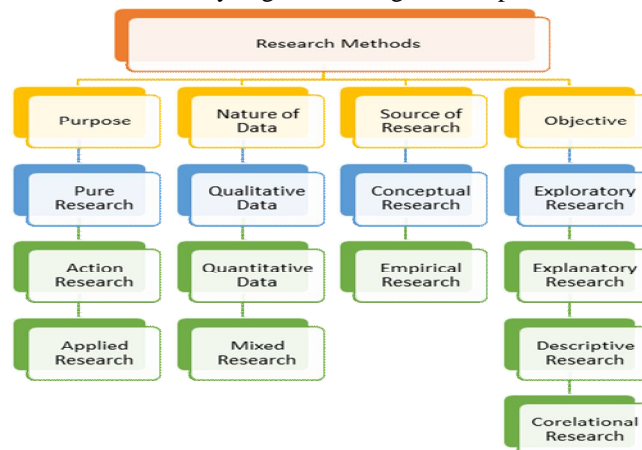 Research Methods
Purpose
Nature of
Data
Source of
Research
Objective
Pure
Research
Qualitative
Data
Conceptual
Research
Exploratory
Research
Action
Research
Quantitative
Data
Empirical
Research
Explanatory
Research
Applied
Research
Mixed
Research
Descriptive
Research
Corelational
Research